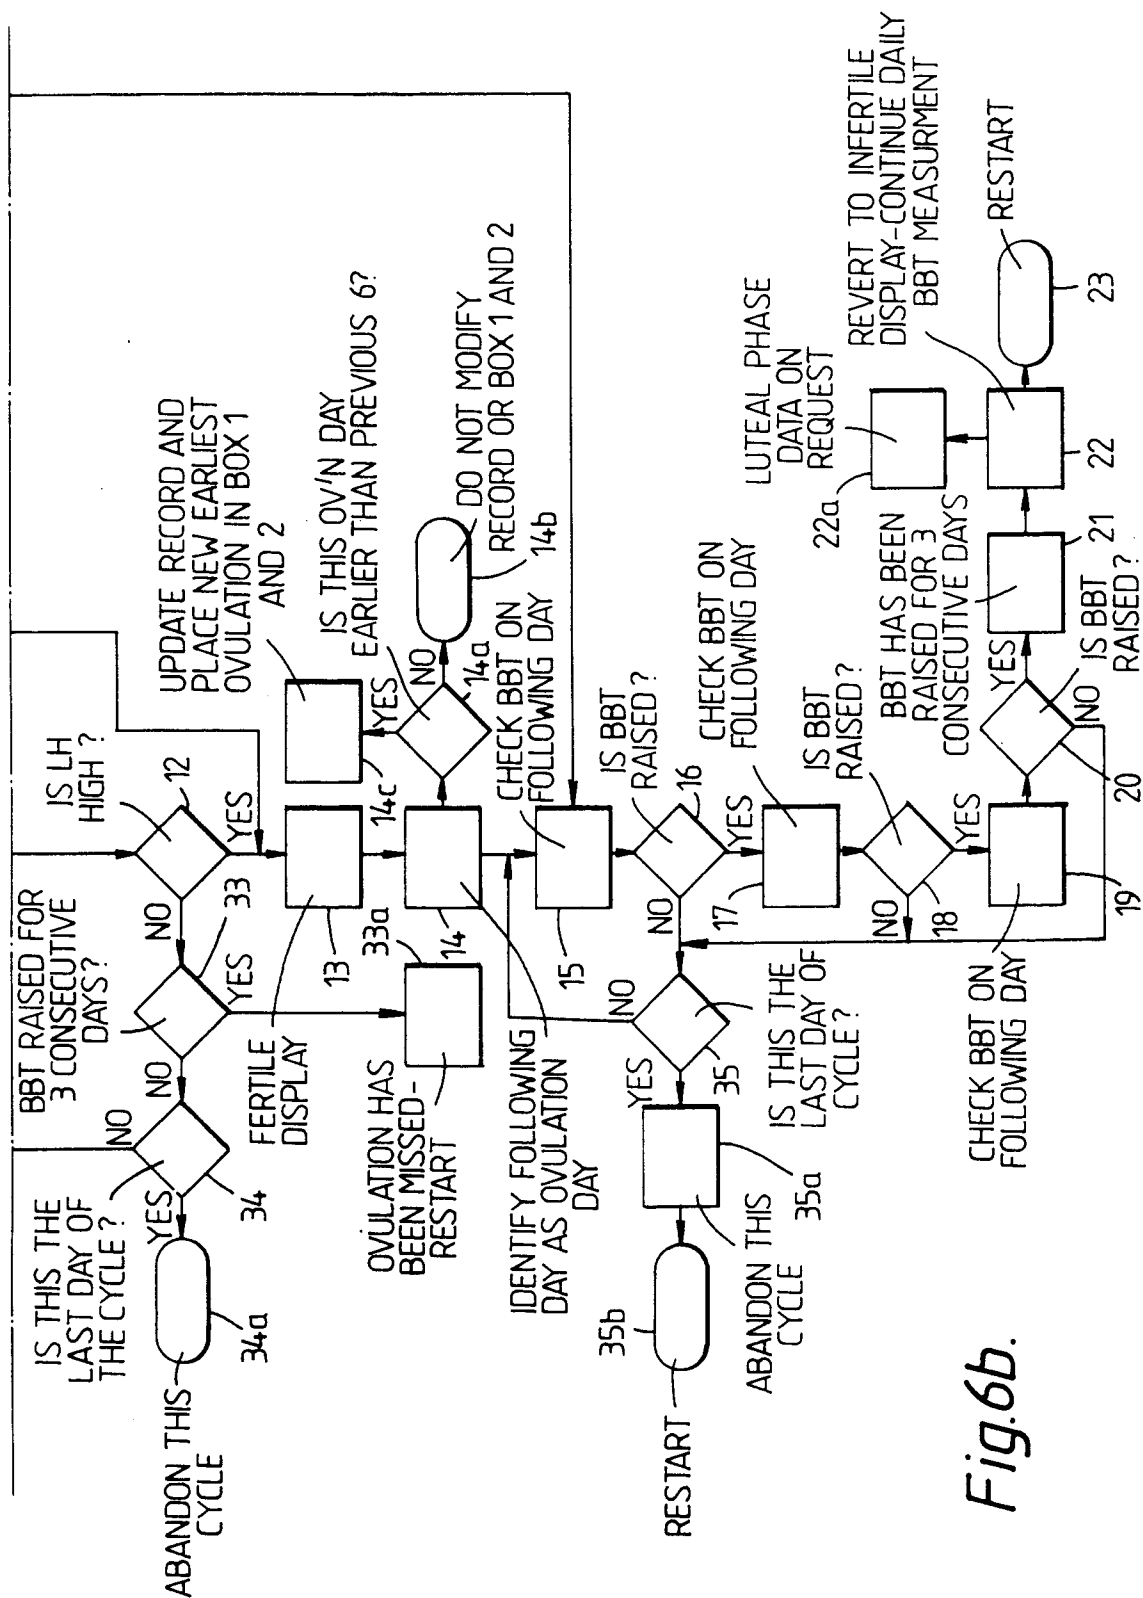 IS THIS THE
LAST DAY OF
THE CYCLE?
BBT RAISED FOR
3 CONSECUTIVE
DAYS?
IS LH
HIGH?
UPDATE RECORD AND
PLACE NEW EARLIEST
OVULATION IN BOX 1
AND 2
ABANDON THIS
CYCLE
34a
YES
34
NO
NO
33
YES
NO
12
YES
FERTILE
DISPLAY
13
14c
YES
IS THIS OV'N DAY
EARLIER THAN PREVIOUS 6?
OVULATION HAS
BEEN MISSED-
RESTART
33a
14
14a
NO
14b
DO NOT MODIFY
RECORD OR BOX 1 AND 2
IDENTIFY FOLLOWING
DAY AS OVULATION
DAY
15
CHECK BBT ON
FOLLOWING DAY
IS BBT
RAISED?
16
YES
NO
NO
YES
35
35a
35b
RESTART
ABANDON THIS
CYCLE
IS THIS THE
LAST DAY OF
CYCLE?
17
CHECK BBT ON
FOLLOWING DAY
IS BBT
RAISED?
18
NO
YES
CHECK BBT ON
FOLLOWING DAY
19
20
NO
YES
IS BBT
RAISED?
BBT HAS BEEN
RAISED FOR 3
CONSECUTIVE DAYS
21
22
22a
LUTEAL PHASE
DATA ON
REQUEST
REVERT TO INFERTILE
DISPLAY-CONTINUE DAILY
BBT MEASURMENT
23
RESTART
Fig.6b.